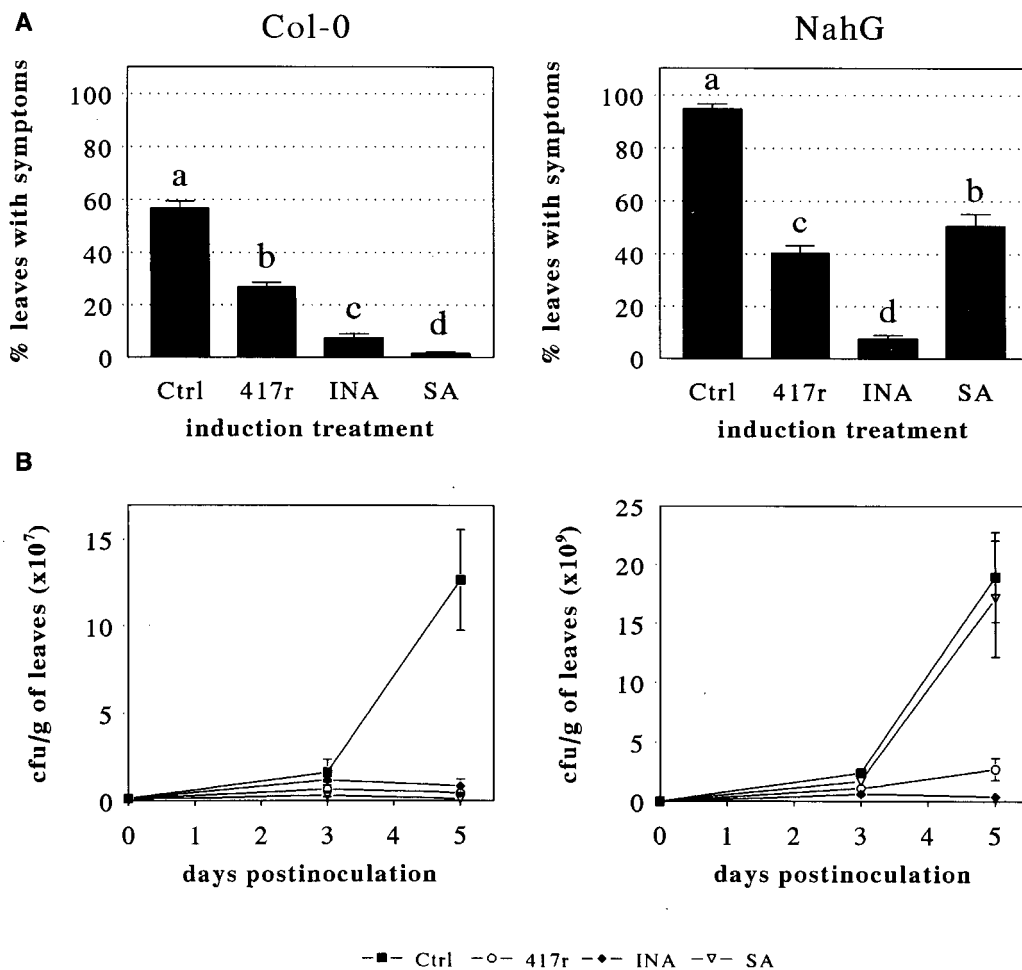 A
Col-0
NahG
% leaves with symptoms
100
80
60
40
20
0
a
b
c
d
Ctrl 417r INA SA
induction treatment
% leaves with symptoms
100
80
60
40
20
0
a
c
d
b
Ctrl 417r INA SA
induction treatment
B
cfu/g of leaves (x10⁷)
15
10
5
0
0 1 2 3 4 5
days postinoculation
cfu/g of leaves (x10⁹)
25
20
15
10
5
0
0 1 2 3 4 5
days postinoculation
Ctrl 417r INA SA